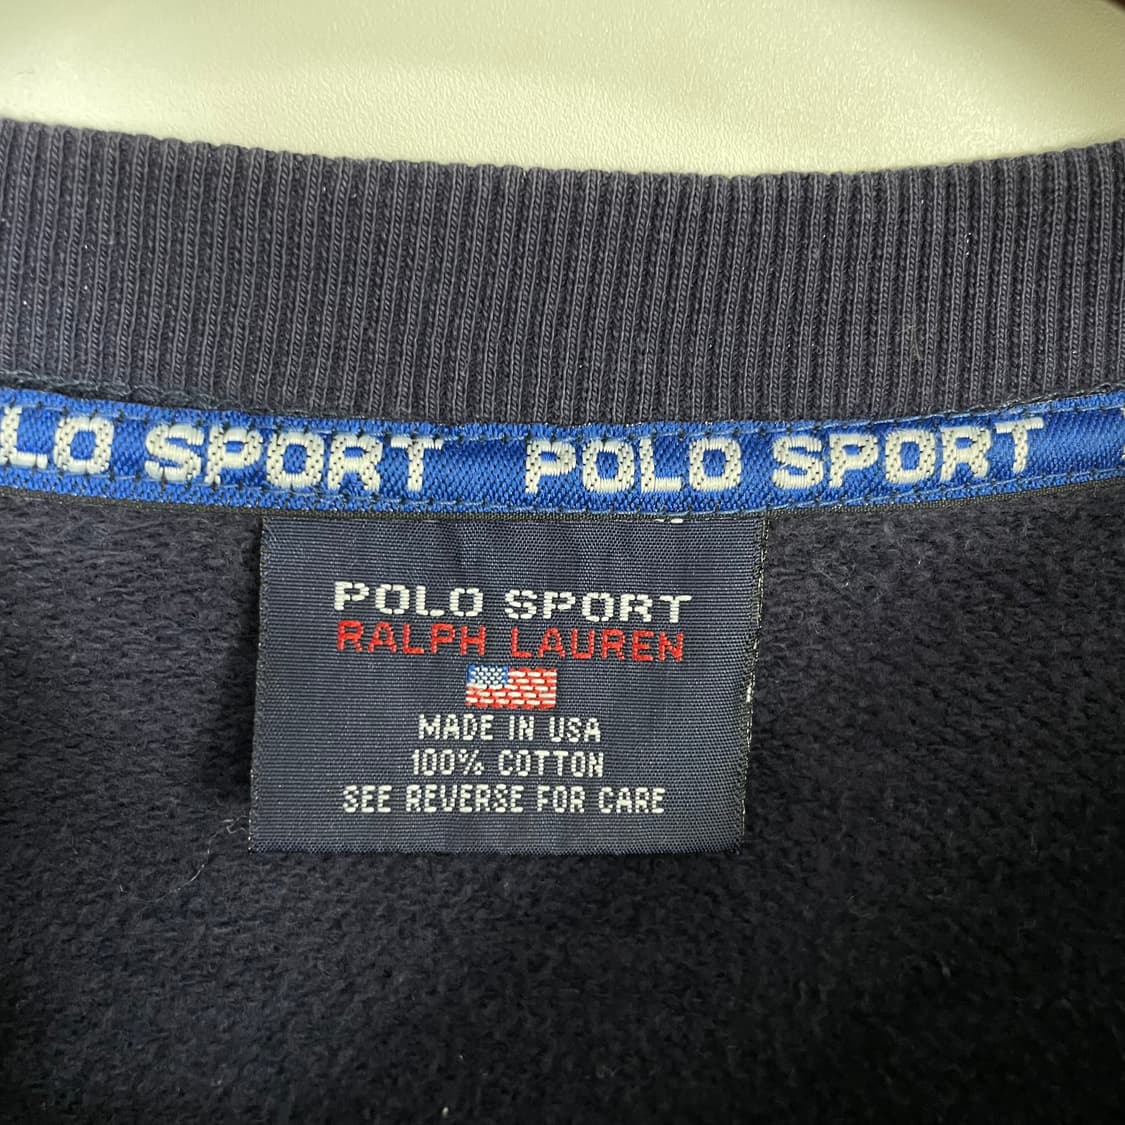 LO SPORT POLO SPORT
POLO SPORT
RALPH LAUREN
MADE IN USA
100% COTTON
SEE REVERSE FOR CARE